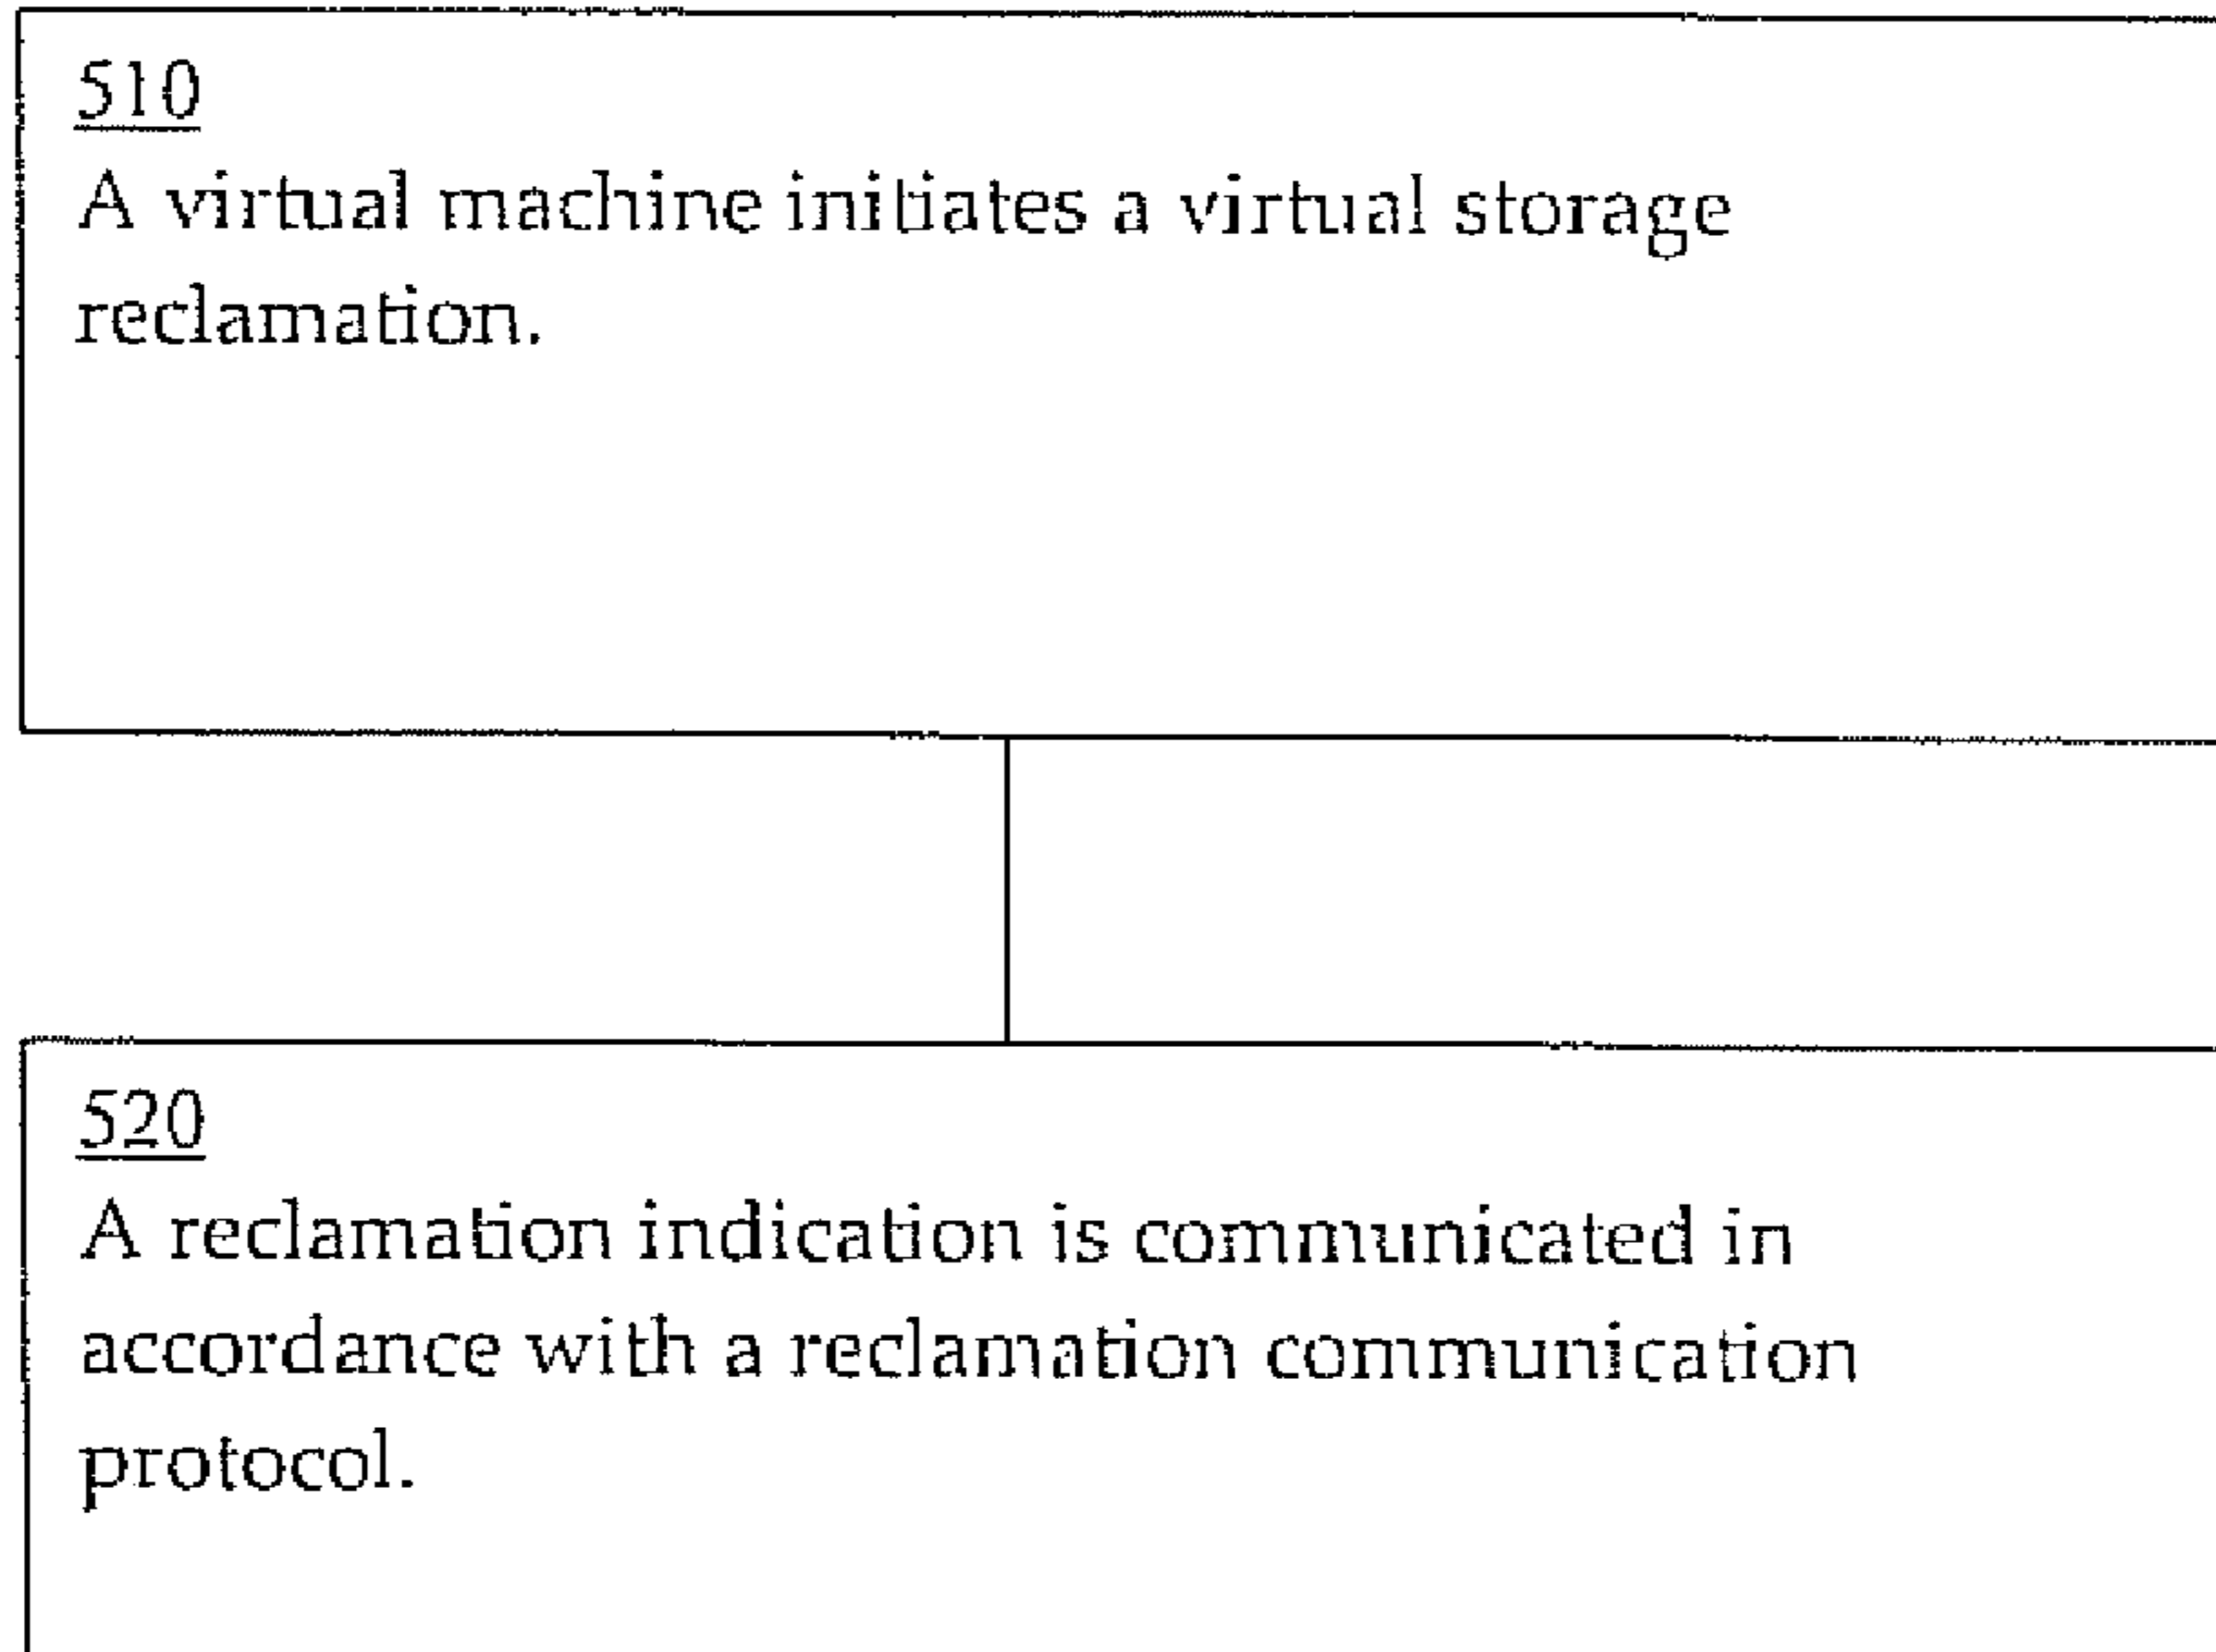 510
A virtual machine initiates a virtual storage
reclamation.
520
A reclamation indication is communicated in
accordance with a reclamation communication
protocol.